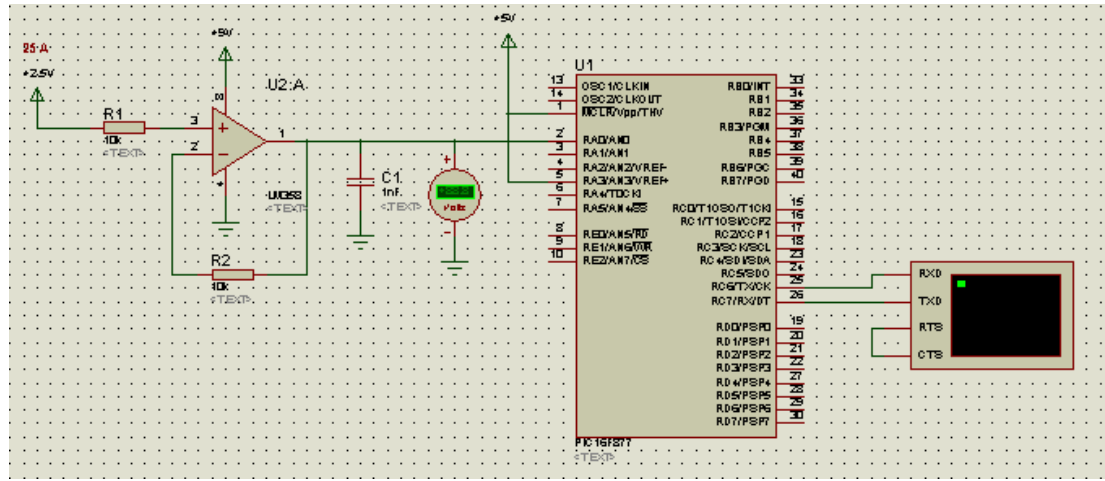 +5V
25 A
+5V
+2.5V
U2:A
R1
3
1
10k
<TEXT>
2
8
4
LM358
C1
1nF
<TEXT>
+
Volts
-
R2
10k
<TEXT>
U1
13 OSC1/CLKIN RB0/INT 33
14 OSC2/CLKOUT RB1 34
1 MCLR/Vpp/THV RB2 35
RB3/PGM 36
2 RA0/AN0 RB4 37
3 RA1/AN1 RB5 38
4 RA2/AN2/VREF- RB6/PGC 39
5 RA3/AN3/VREF+ RB7/PGD 40
6 RA4/T0CKI
7 RA5/AN4/SS RC0/T1OSO/T1CKI 15
RC1/T1OSI/CCP2 16
RC2/CCP1 17
8 RE0/AN5/RD RC3/SCK/SCL 18
9 RE1/AN6/WR RC4/SDI/SDA 23
10 RE2/AN7/CS RC5/SDO 24
RC6/TX/CK 25
RC7/RX/DT 26
RD0/PSP0 19
RD1/PSP1 20
RD2/PSP2 21
RD3/PSP3 22
RD4/PSP4 27
RD5/PSP5 28
RD6/PSP6 29
RD7/PSP7 30
PIC16F877
<TEXT>
RXD
TXD
RTS
CTS